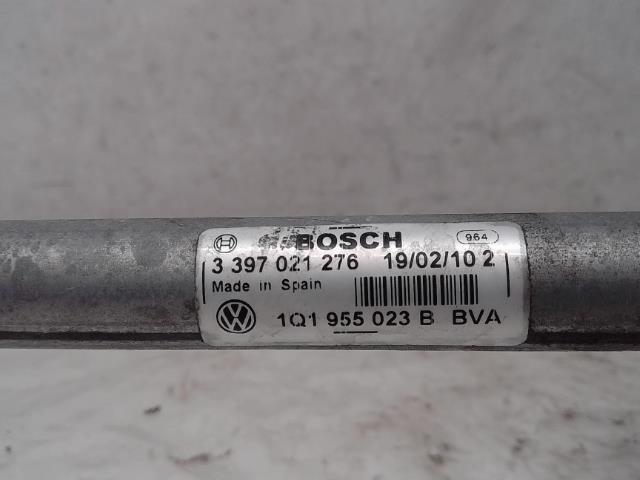 BOSCH
964
3 397 021 276 19/02/10 2
Made in Spain
1Q1 955 023 B BVA